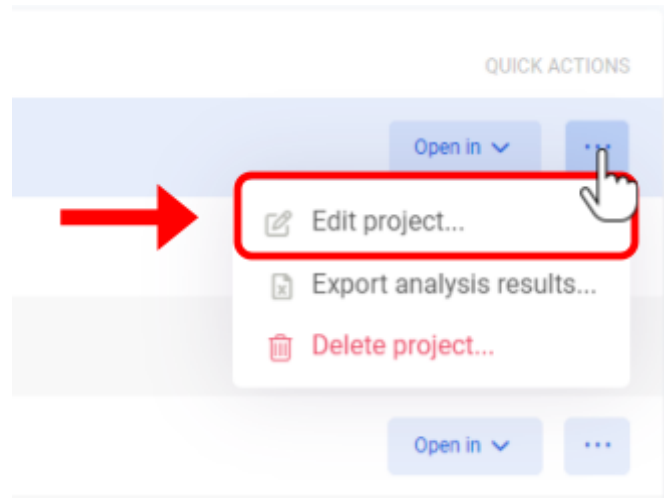 QUICK ACTIONS
Open in
Edit project...
Export analysis results...
Delete project...
Open in